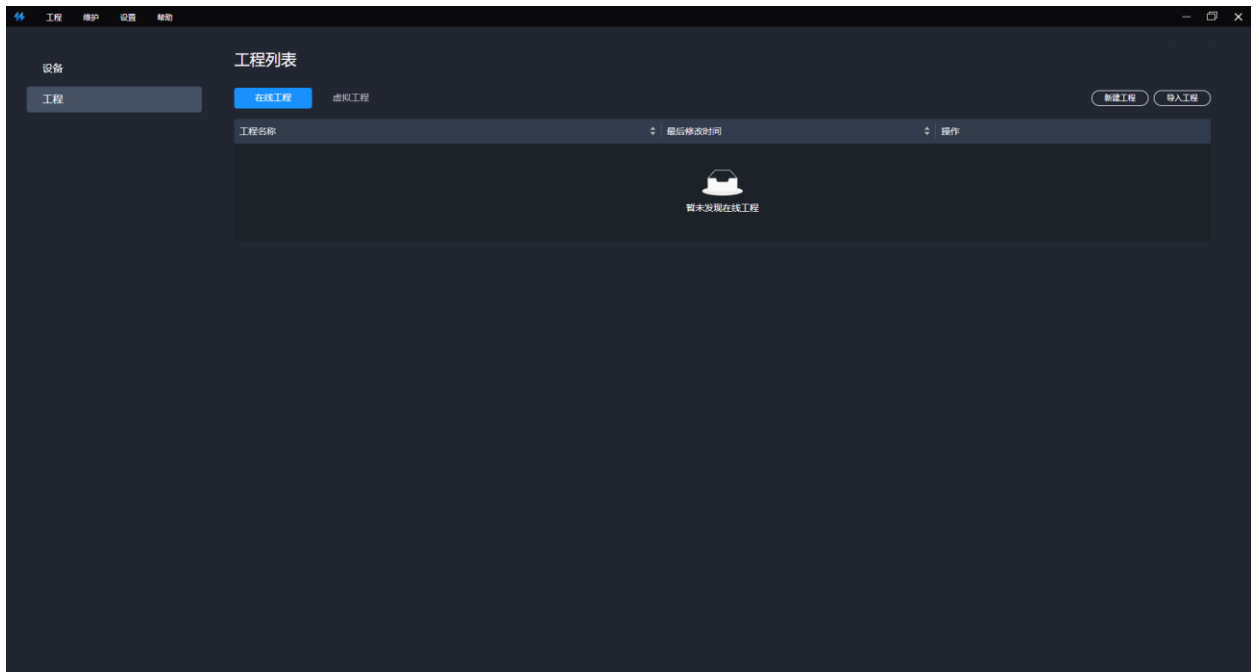 工程 维护 设置 帮助
设备
工程
工程列表
在线工程 虚拟工程 新建工程 导入工程
工程名称 最后修改时间 操作
暂未发现在线工程